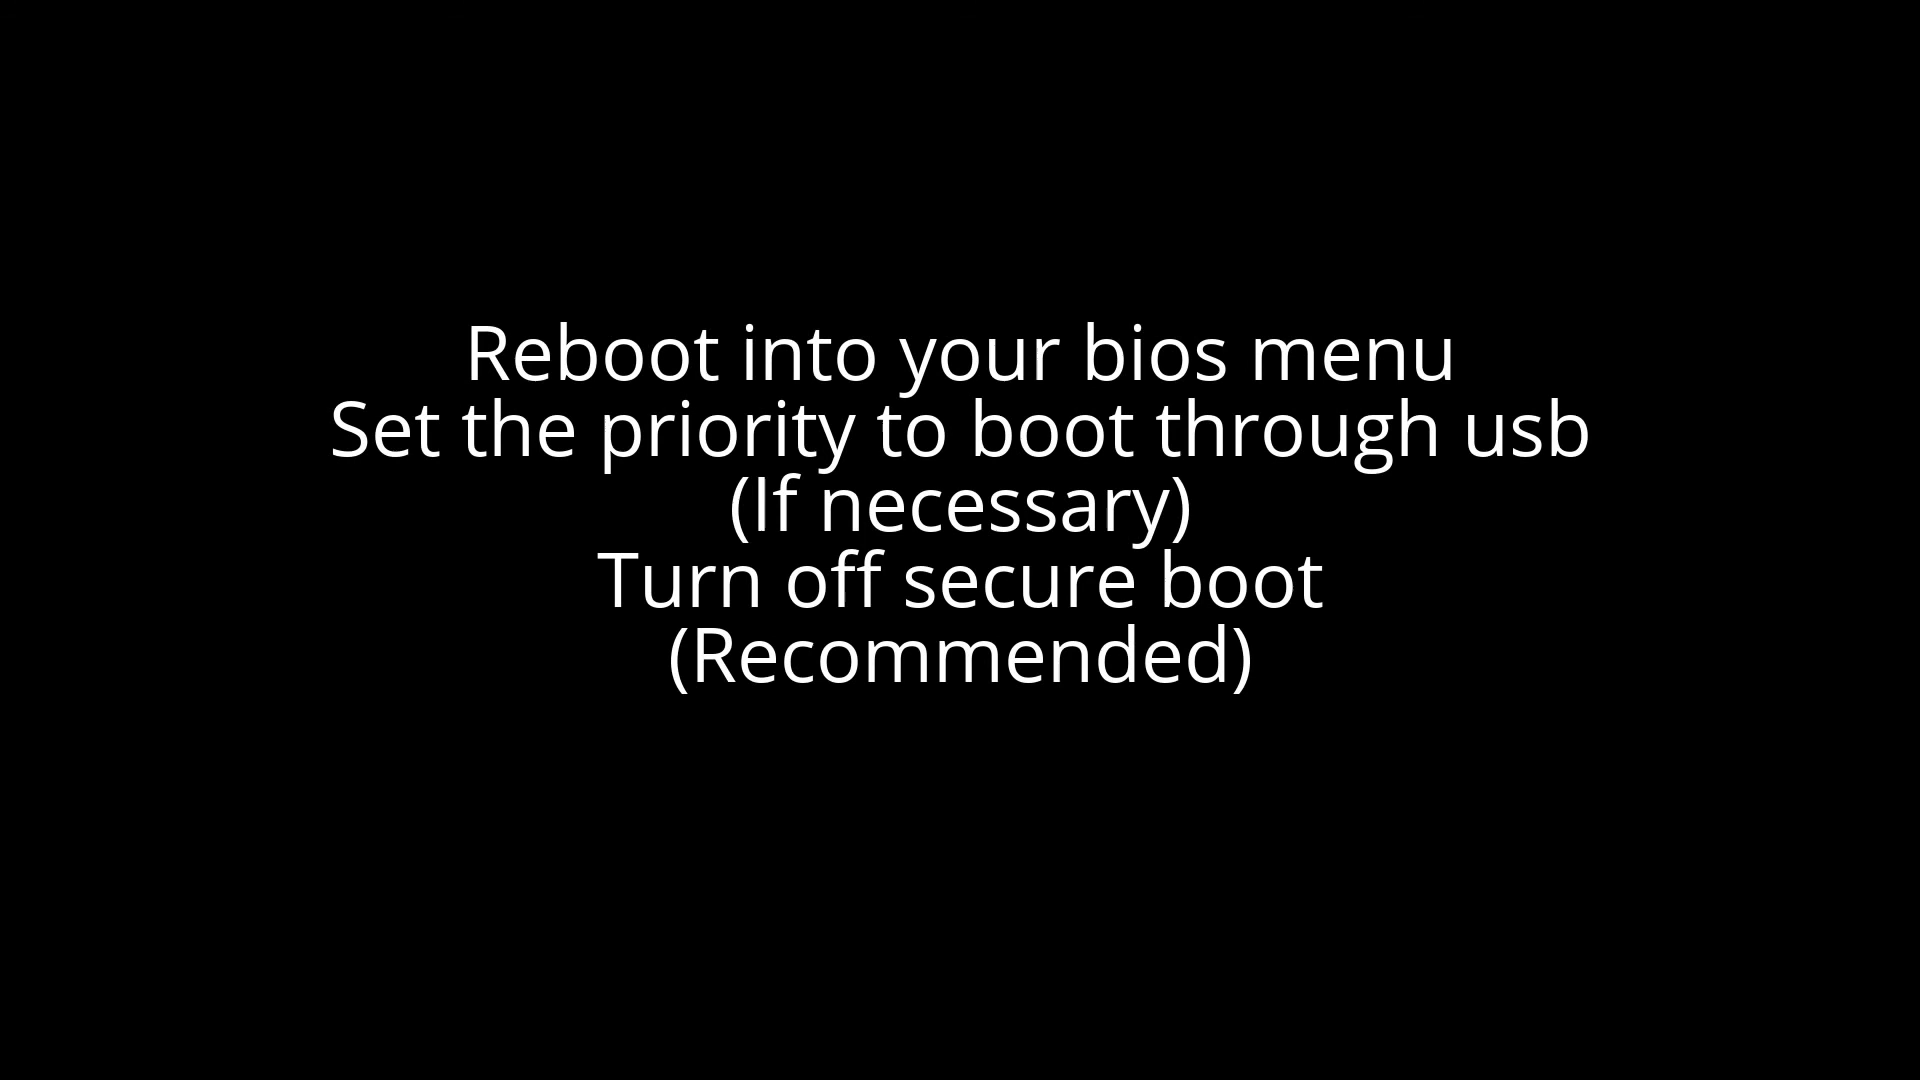 Reboot into your bios menu
Set the priority to boot through usb
(If necessary)
Turn off secure boot
(Recommended)